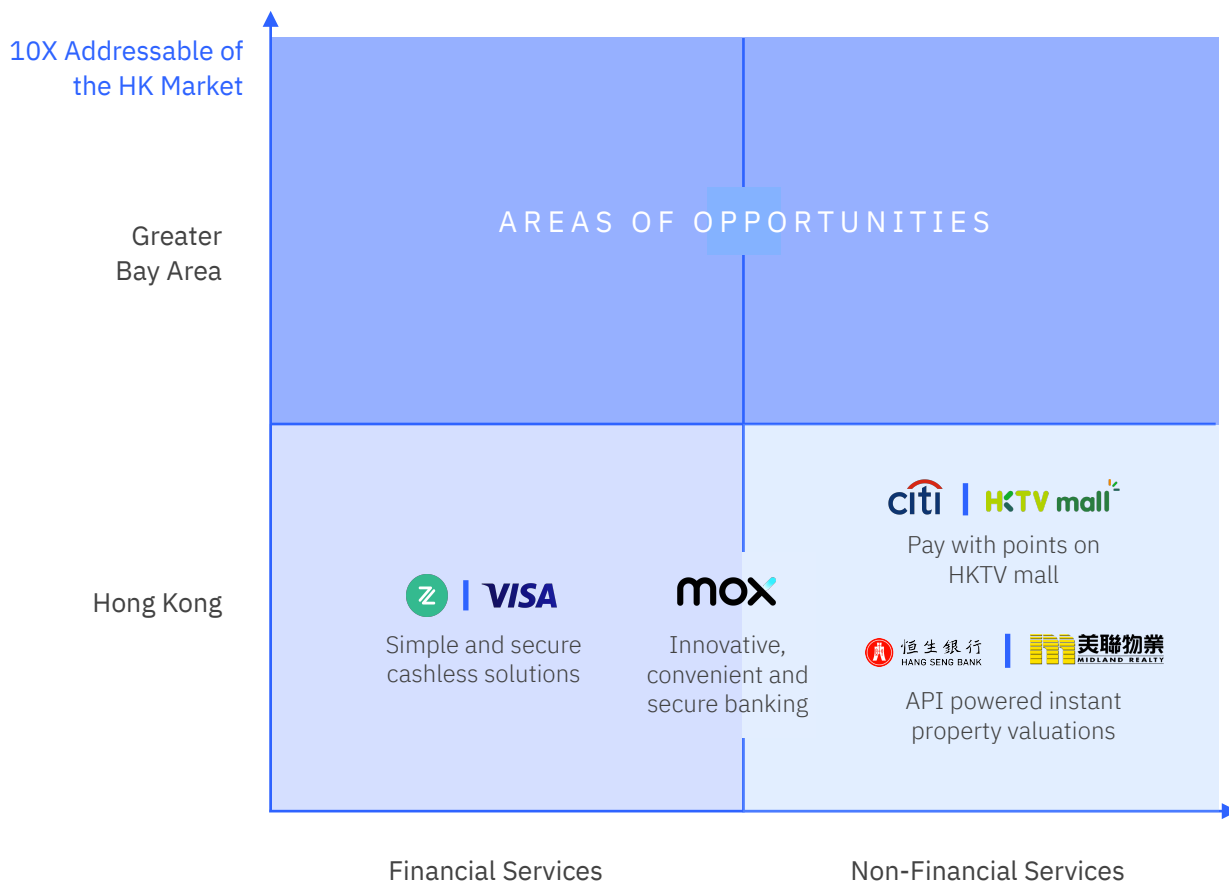 10X Addressable of
the HK Market
AREAS OF OPPORTUNITIES
Greater
Bay Area
Hong Kong
citi
HKTV mall
Pay with points on
HKTV mall
Z
VISA
Simple and secure
cashless solutions
mox
Innovative,
convenient and
secure banking
恒生銀行
HANG SENG BANK
美聯物業
MIDLAND REALTY
API powered instant
property valuations
Financial Services
Non-Financial Services